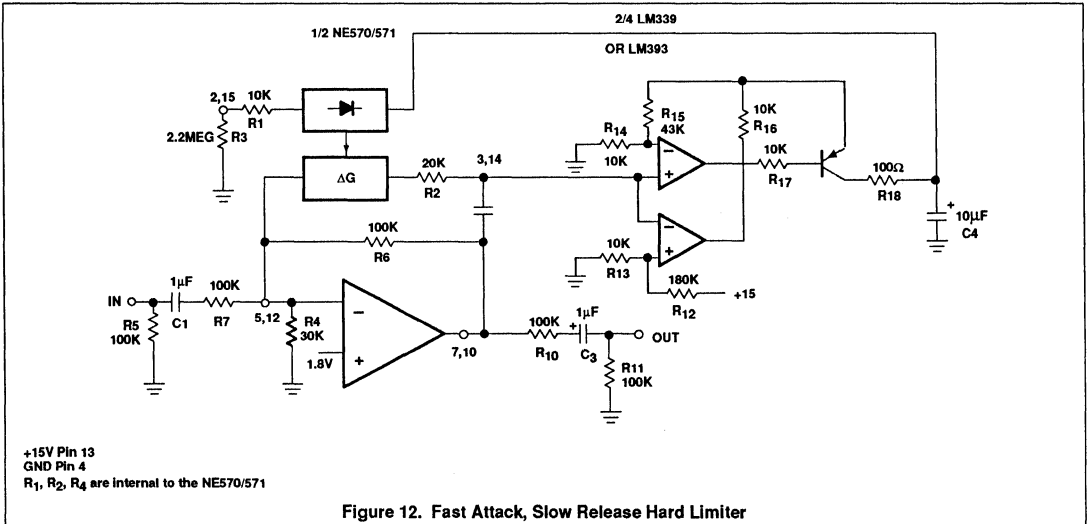 2/4 LM339
1/2 NE570/571
OR LM393
2,15
10K
R1
2.2MEG
R3
ΔG
20K
R2
3,14
R14
10K
R15
43K
10K
R16
10K
R17
100Ω
R18
+
10µF
C4
−
+
−
+
10K
R13
180K
R12
+15
100K
R6
IN
1µF
C1
100K
R7
R5
100K
5,12
R4
30K
1.8V
−
+
7,10
100K
R10
+
1µF
C3
OUT
R11
100K
+15V Pin 13
GND Pin 4
R1, R2, R4 are internal to the NE570/571
Figure 12. Fast Attack, Slow Release Hard Limiter